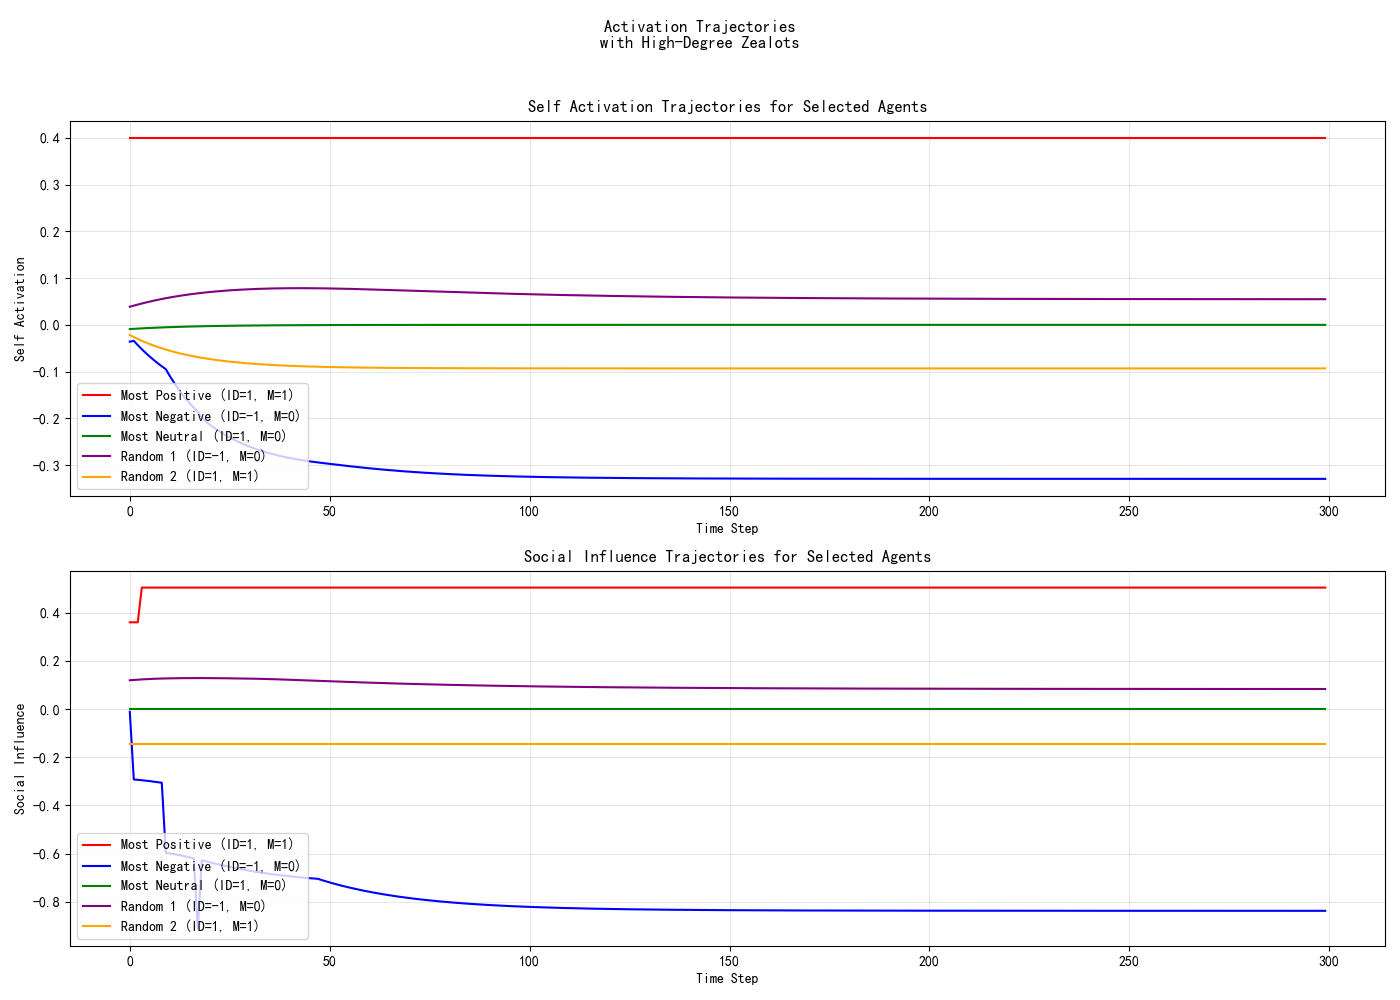 Activation Trajectories
with High-Degree Zealots
Self Activation Trajectories for Selected Agents
Self Activation
0.4
0.3
0.2
0.1
0.0
−0.1
−0.2
−0.3
Most Positive (ID=1, M=1)
Most Negative (ID=-1, M=0)
Most Neutral (ID=1, M=0)
Random 1 (ID=-1, M=0)
Random 2 (ID=1, M=1)
0 50 100 150 200 250 300
Time Step
Social Influence Trajectories for Selected Agents
Social Influence
0.4
0.2
0.0
−0.2
−0.4
−0.6
−0.8
Most Positive (ID=1, M=1)
Most Negative (ID=-1, M=0)
Most Neutral (ID=1, M=0)
Random 1 (ID=-1, M=0)
Random 2 (ID=1, M=1)
0 50 100 150 200 250 300
Time Step